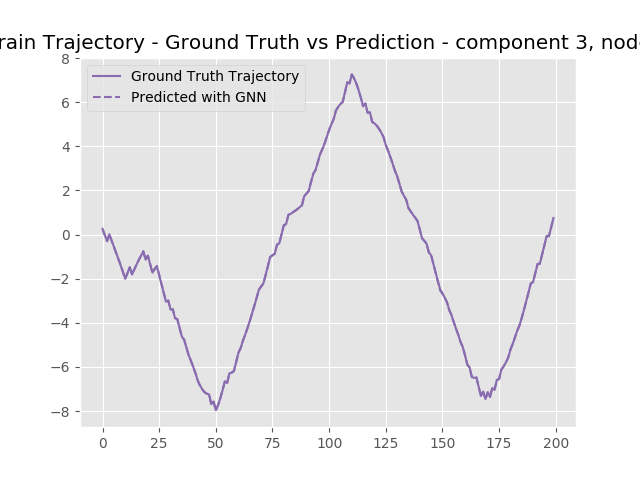 rain Trajectory - Ground Truth vs Prediction - component 3, nod
Ground Truth Trajectory
Predicted with GNN
8
6
4
2
0
−2
−4
−6
−8
0 25 50 75 100 125 150 175 200